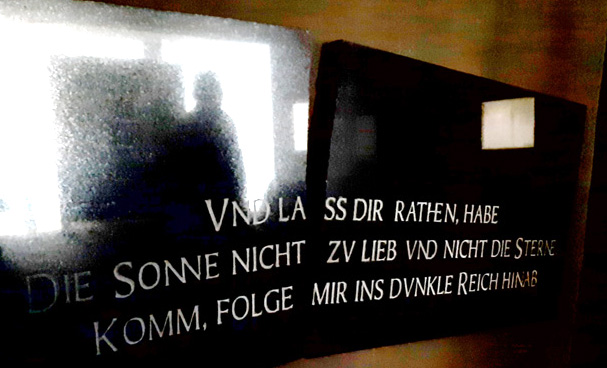 VND LASS DIR RATHEN, HABE
DIE SONNE NICHT ZV LIEB VND NICHT DIE STERNE
KOMM, FOLGE MIR INS DVNKLE REICH HINAB